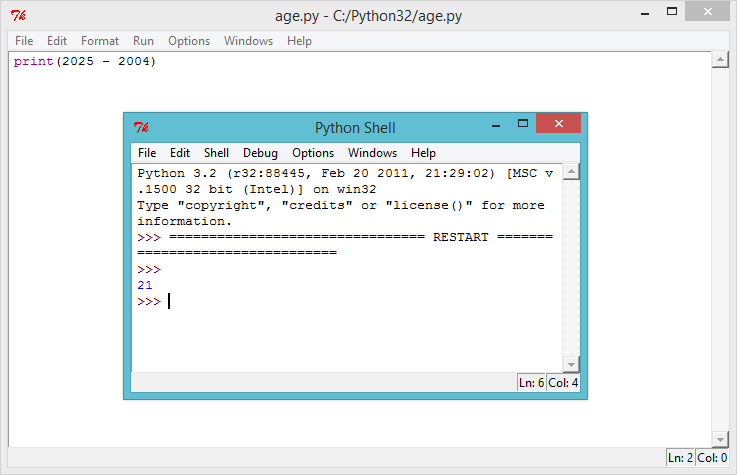 age.py - C:/Python32/age.py
File Edit Format Run Options Windows Help
print(2025 - 2004)
Python Shell
File Edit Shell Debug Options Windows Help
Python 3.2 (r32:88445, Feb 20 2011, 21:29:02) [MSC v
.1500 32 bit (Intel)] on win32
Type "copyright", "credits" or "license()" for more
information.
>>> ================================ RESTART =======
=========================
>>>
21
>>>
Ln: 6 Col: 4
Ln: 2 Col: 0